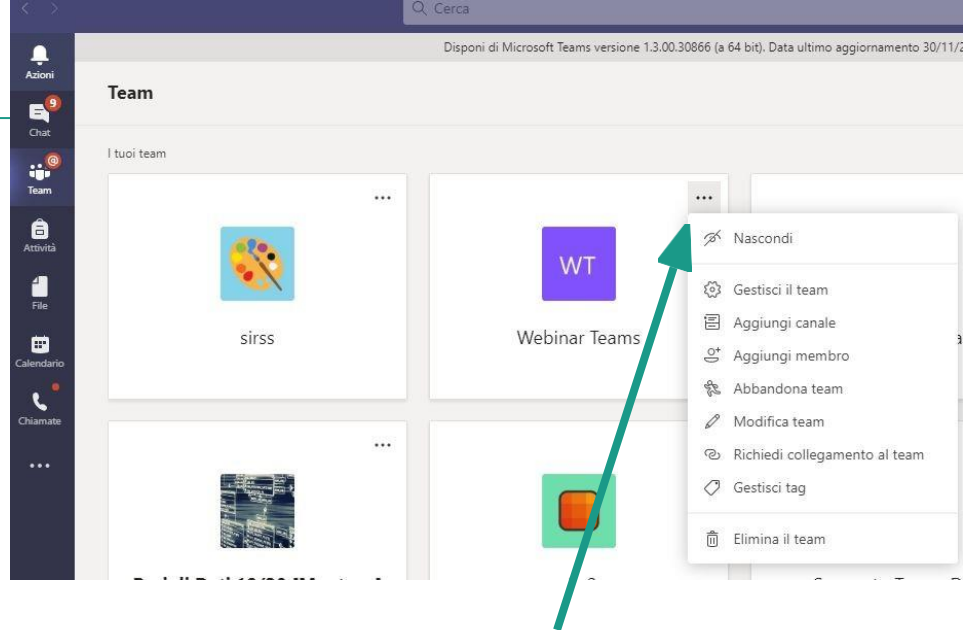 Cerca
Disponi di Microsoft Teams versione 1.3.00.30866 (a 64 bit). Data ultimo aggiornamento 30/11/2
Azioni
9
Chat
@
Team
Attività
File
Calendario
Chiamate
...
Team
I tuoi team
...
sirss
...
WT
Webinar Teams
Nascondi
Gestisci il team
Aggiungi canale
Aggiungi membro
Abbandona team
Modifica team
Richiedi collegamento al team
Gestisci tag
Elimina il team
...